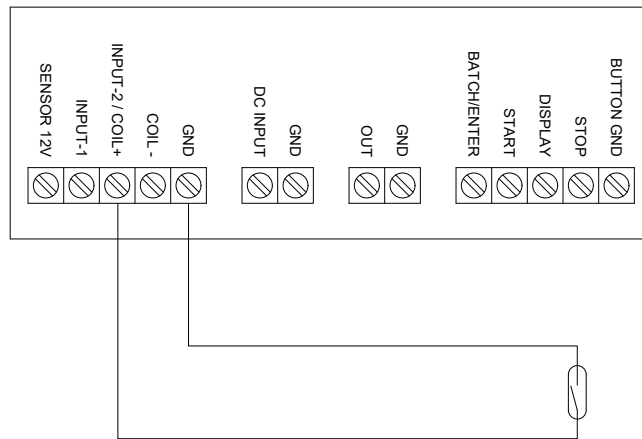 SENSOR 12V
INPUT-1
INPUT-2 / COIL+
COIL -
GND
DC INPUT
GND
OUT
GND
BATCH/ENTER
START
DISPLAY
STOP
BUTTON GND